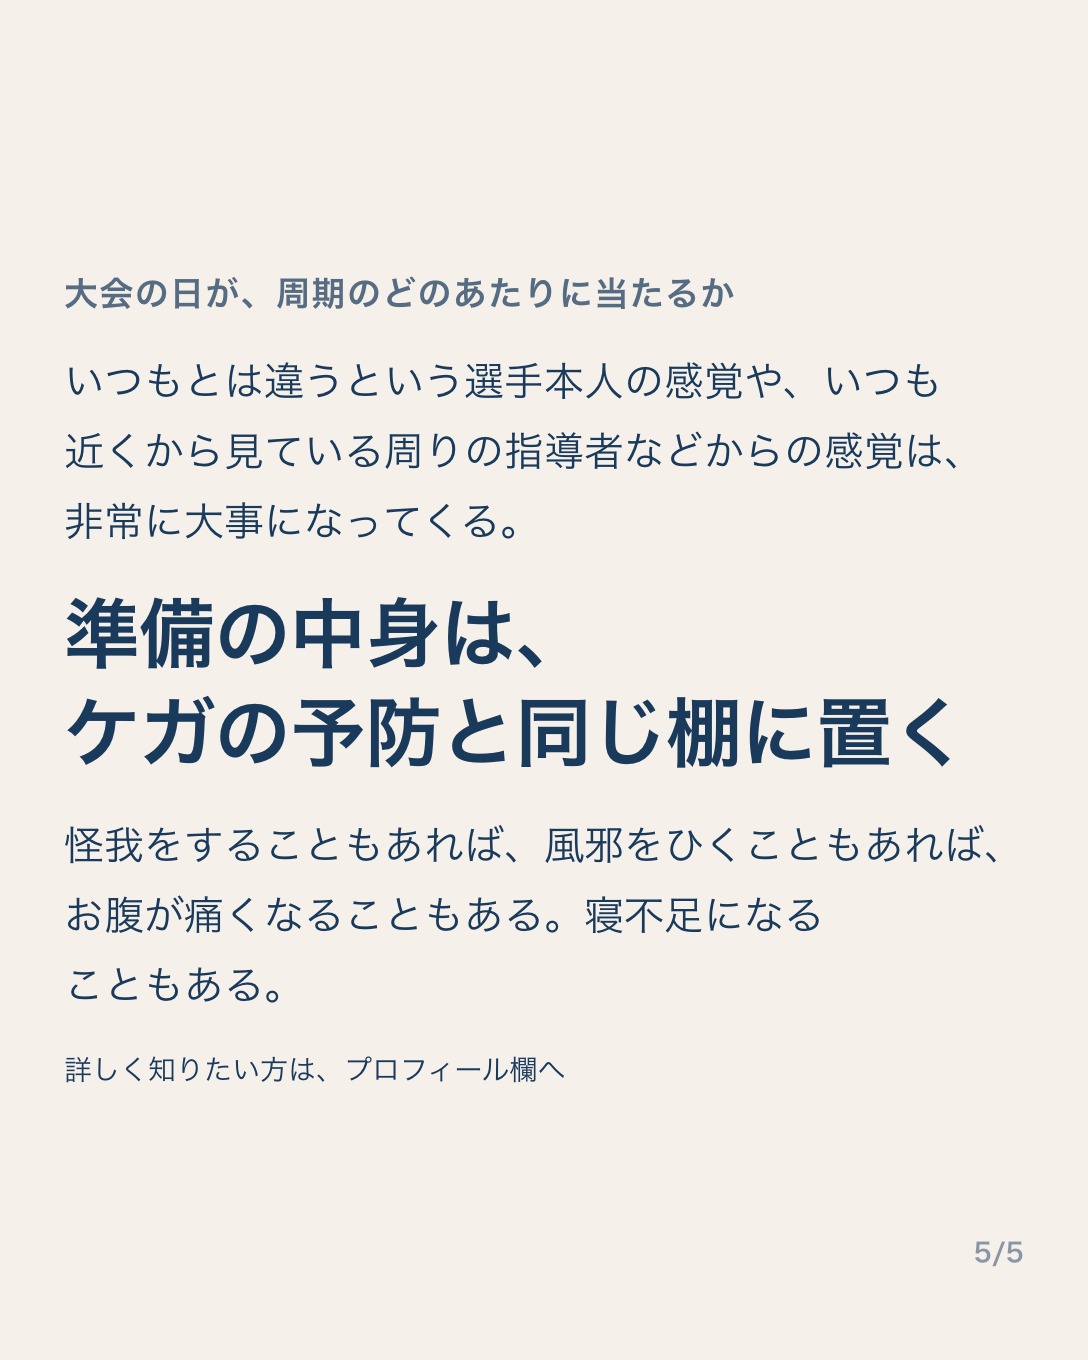 大会の日が、周期のどのあたりに当たるか
いつもとは違うという選手本人の感覚や、いつも
近くから見ている周りの指導者などからの感覚は、
非常に大事になってくる。
準備の中身は、
ケガの予防と同じ棚に置く
怪我をすることもあれば、風邪をひくこともあれば、
お腹が痛くなることもある。寝不足になる
こともある。
詳しく知りたい方は、プロフィール欄へ
5/5